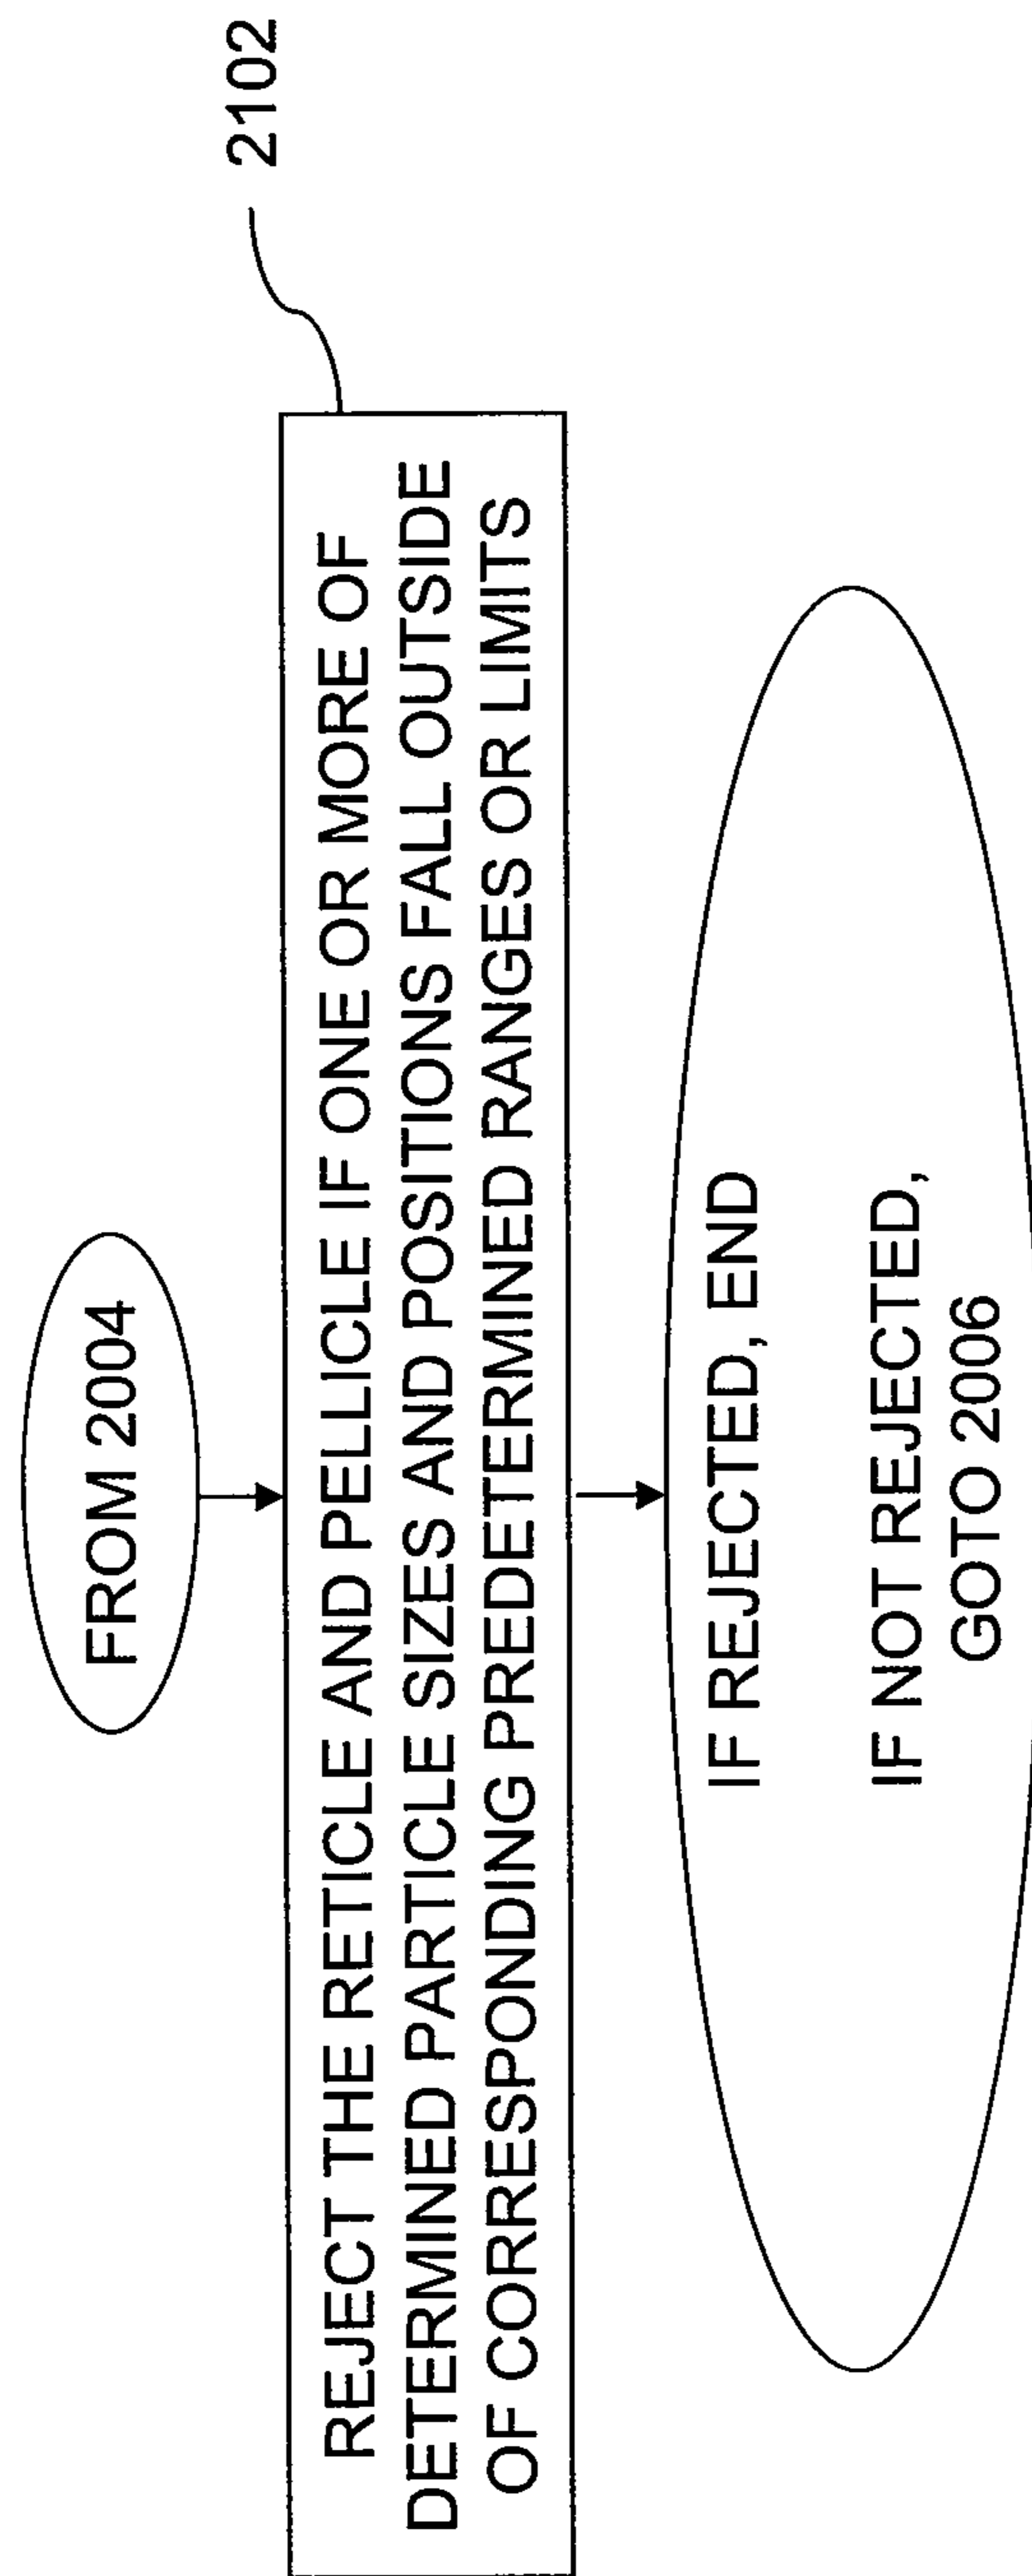 FROM 2004
2102
REJECT THE RETICLE AND PELLICLE IF ONE OR MORE OF
DETERMINED PARTICLE SIZES AND POSITIONS FALL OUTSIDE
OF CORRESPONDING PREDETERMINED RANGES OR LIMITS
IF REJECTED, END
IF NOT REJECTED,
GOTO 2006